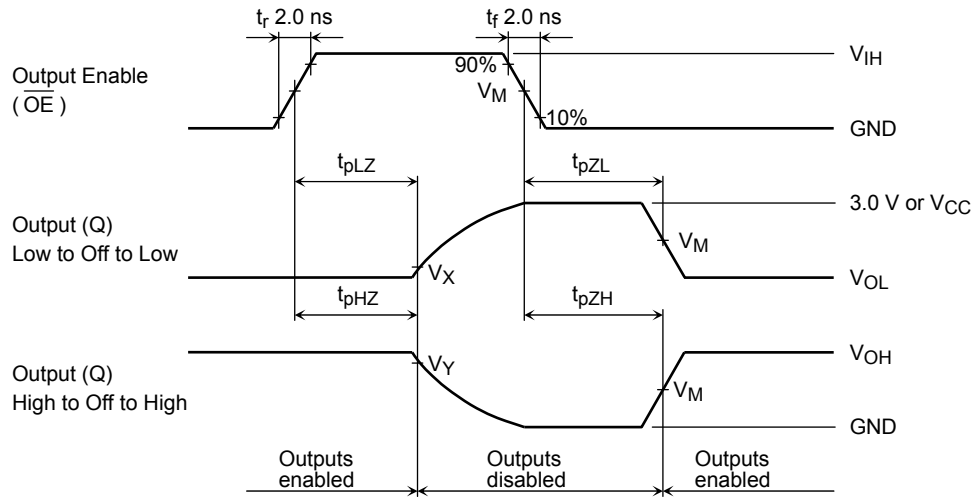 tr 2.0 ns
tf 2.0 ns
Output Enable
( OE )
90%
VM
10%
VIH
GND
tpLZ
tpZL
3.0 V or VCC
Output (Q)
Low to Off to Low
VX
VM
VOL
tpHZ
tpZH
Output (Q)
High to Off to High
VY
VM
VOH
GND
Outputs
enabled
Outputs
disabled
Outputs
enabled